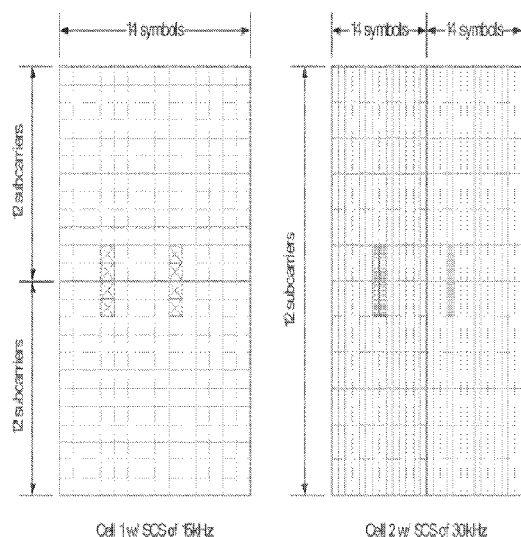 14 symbols
14 symbols
14 symbols
12 subcarriers
12 subcarriers
12 subcarriers
Cell 1 w/ SCS of 15kHz
Cell 2 w/ SCS of 30kHz